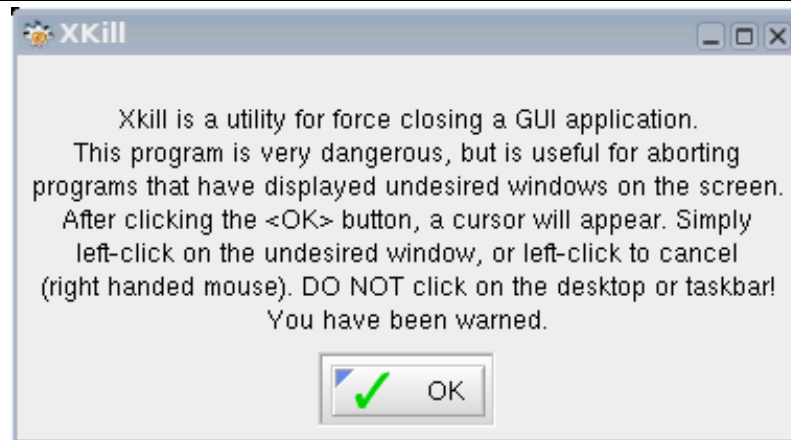 XKill
Xkill is a utility for force closing a GUI application.
This program is very dangerous, but is useful for aborting
programs that have displayed undesired windows on the screen.
After clicking the <OK> button, a cursor will appear. Simply
left-click on the undesired window, or left-click to cancel
(right handed mouse). DO NOT click on the desktop or taskbar!
You have been warned.
OK